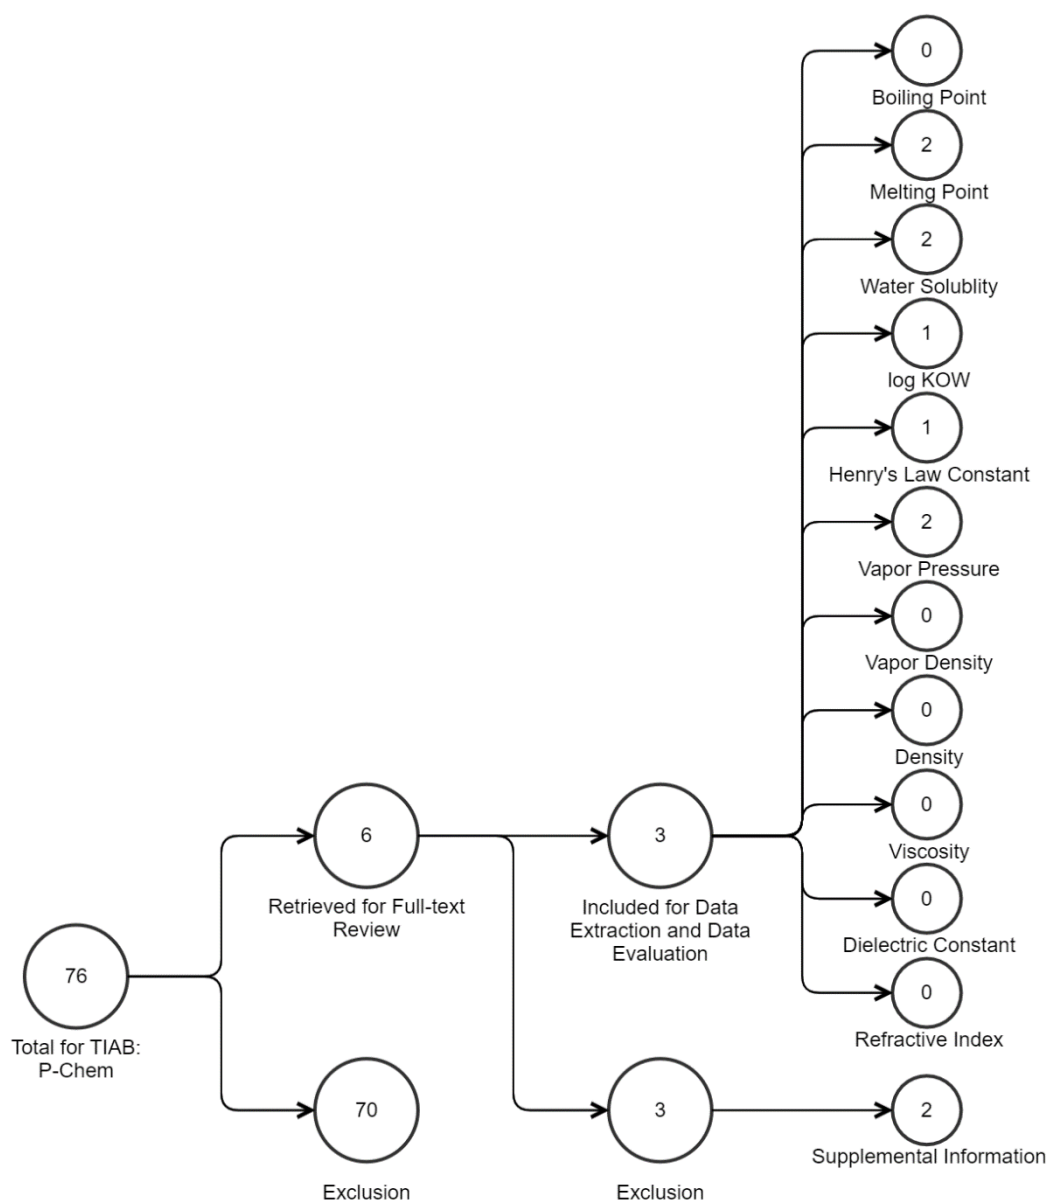 0
Boiling Point
2
Melting Point
2
Water Solublity
1
log KOW
1
Henry's Law Constant
2
Vapor Pressure
0
Vapor Density
0
Density
0
Viscosity
0
Dielectric Constant
0
Refractive Index
6
Retrieved for Full-text
Review
3
Included for Data
Extraction and Data
Evaluation
76
Total for TIAB:
P-Chem
70
Exclusion
3
Exclusion
2
Supplemental Information